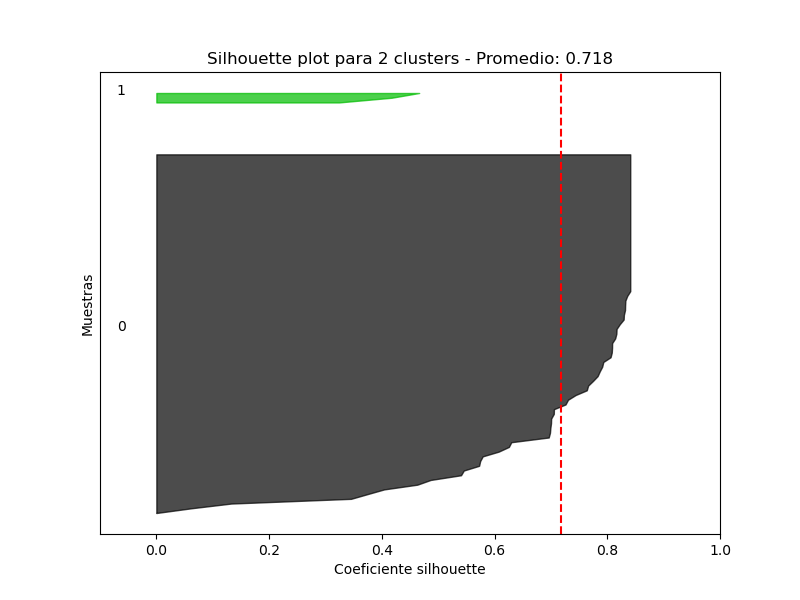 Silhouette plot para 2 clusters - Promedio: 0.718
1
0
Muestras
0.0 0.2 0.4 0.6 0.8 1.0
Coeficiente silhouette